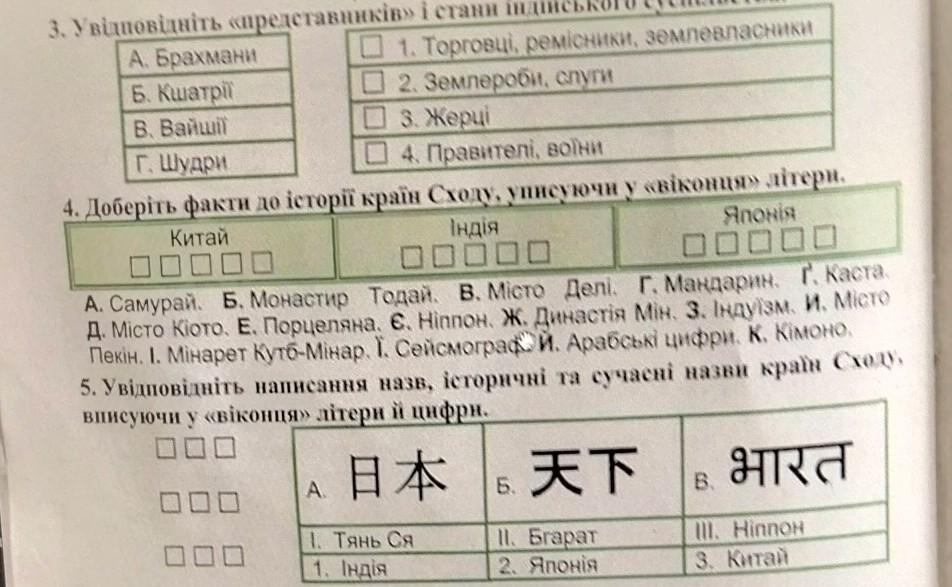 3. Увідповідніть «представників» і стани індійського
А. Брахмани
Б. Кшатрії
В. Вайшії
Г. Шудри
1. Торговці, ремісники, землевласники
2. Землероби, слуги
3. Жерці
4. Правителі, воїни
4. Доберіть факти до історії країн Сходу, уписуючи у «віконця» літери.
Китай
Індія
Японія
А. Самурай. Б. Монастир Тодай. В. Місто Делі. Г. Мандарин. Ґ. Каста.
Д. Місто Кіото. Е. Порцеляна. Є. Ніппон. Ж. Династія Мін. З. Індуїзм. И. Місто
Пекін. І. Мінарет Кутб-Мінар. Ї. Сейсмограф. Й. Арабські цифри. К. Кімоно.
5. Увідповідніть написання назв, історичні та сучасні назви країн Сходу,
вписуючи у «віконця» літери й цифри.
А. 日本
Б. 天下
В. भारत
І. Тянь Ся
ІІ. Бгарат
ІІІ. Ніппон
1. Індія
2. Японія
3. Китай